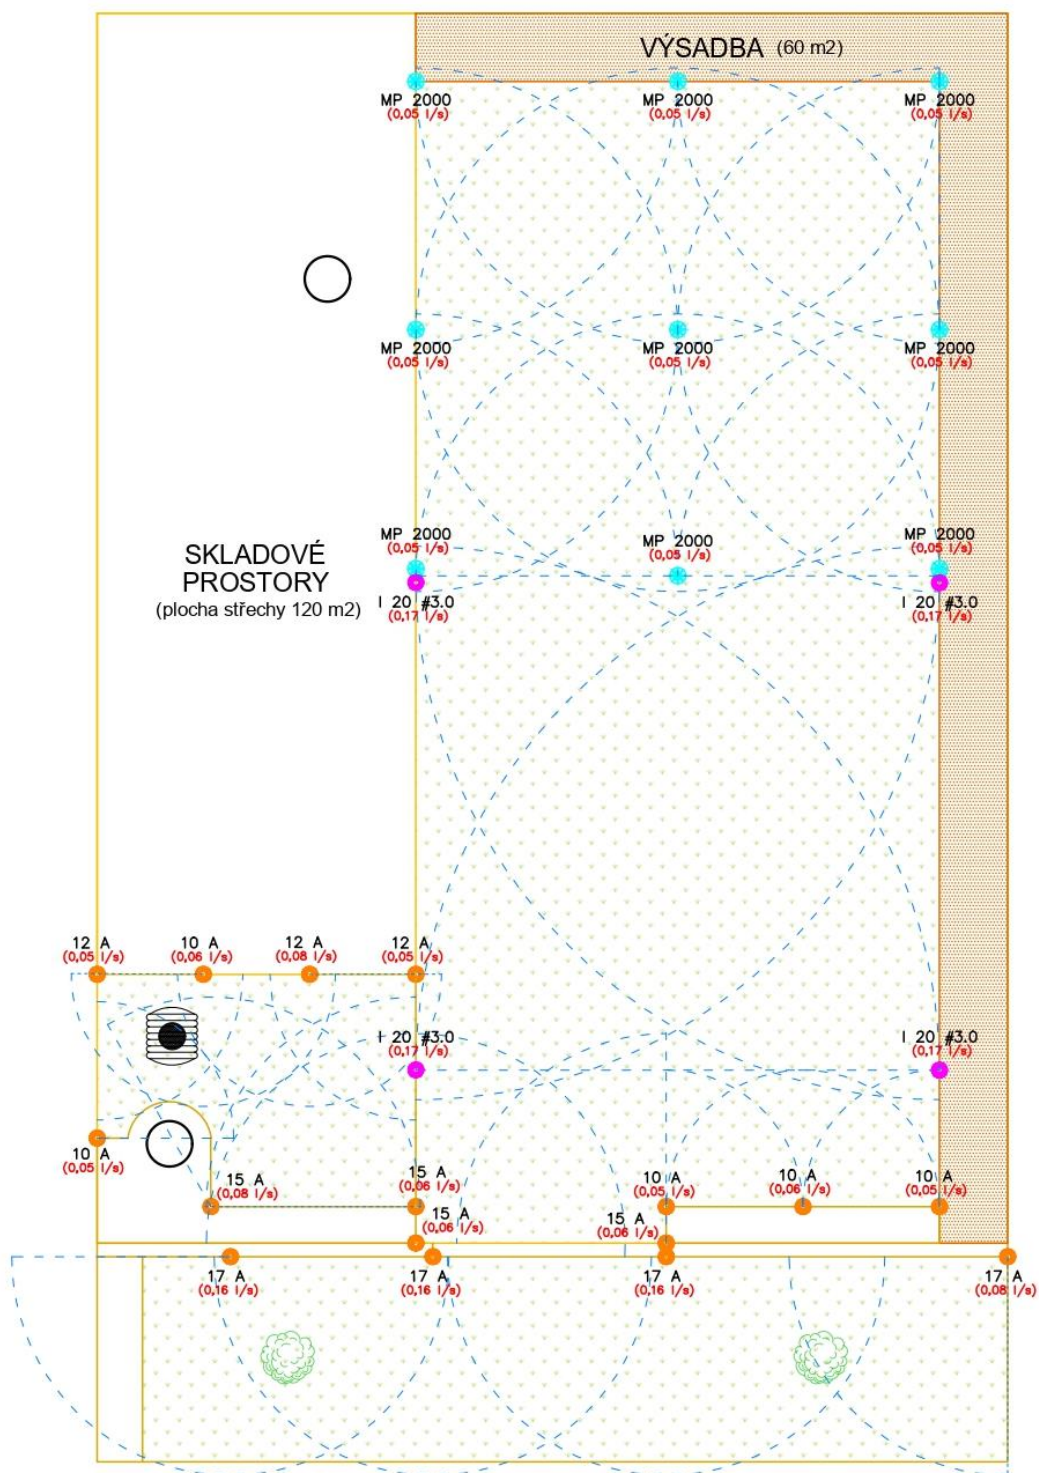 VÝSADBA (60 m2)
MP 2000
(0,05 l/s)
MP 2000
(0,05 l/s)
MP 2000
(0,05 l/s)
MP 2000
(0,05 l/s)
MP 2000
(0,05 l/s)
MP 2000
(0,05 l/s)
MP 2000
(0,05 l/s)
MP 2000
(0,05 l/s)
MP 2000
(0,05 l/s)
SKLADOVÉ
PROSTORY
(plocha střechy 120 m2)
I 20 #3.0
(0,17 l/s)
I 20 #3.0
(0,17 l/s)
12 A
(0,05 l/s)
10 A
(0,06 l/s)
12 A
(0,08 l/s)
12 A
(0,05 l/s)
I 20 #3.0
(0,17 l/s)
I 20 #3.0
(0,17 l/s)
10 A
(0,05 l/s)
15 A
(0,08 l/s)
15 A
(0,06 l/s)
10 A
(0,05 l/s)
10 A
(0,06 l/s)
10 A
(0,05 l/s)
15 A
(0,06 l/s)
15 A
(0,06 l/s)
17 A
(0,16 l/s)
17 A
(0,16 l/s)
17 A
(0,16 l/s)
17 A
(0,08 l/s)